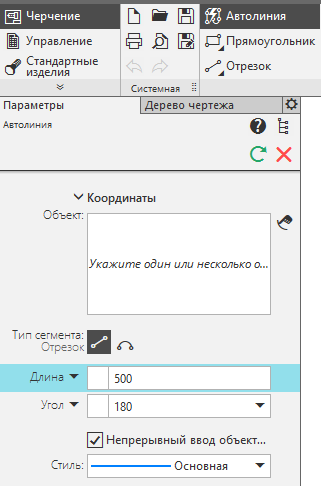 Черчение
Управление
Стандартные
изделия
Системная
Автолиния
Прямоугольник
Отрезок
Параметры
Дерево чертежа
Автолиния
Координаты
Объект:
Укажите один или несколько о...
Тип сегмента:
Отрезок
Длина 500
Угол 180
Непрерывный ввод объект...
Стиль: Основная